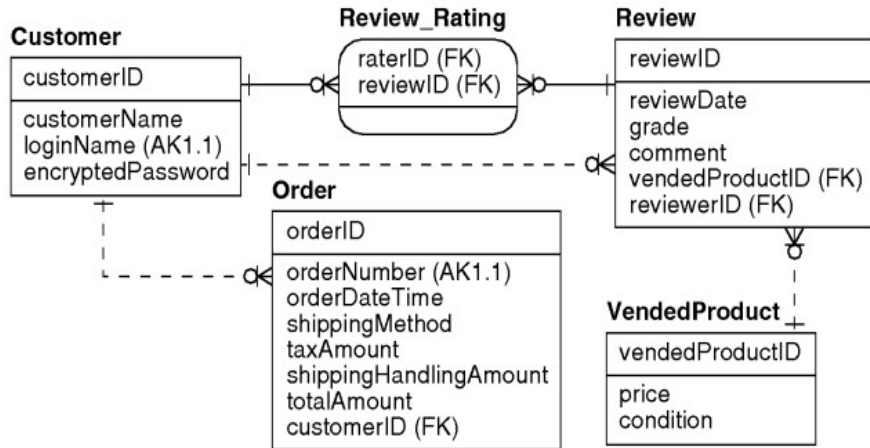 Customer
customerID
customerName
loginName (AK1.1)
encryptedPassword
Review_Rating
raterID (FK)
reviewID (FK)
Review
reviewID
reviewDate
grade
comment
vendedProductID (FK)
reviewerID (FK)
Order
orderID
orderNumber (AK1.1)
orderDateTime
shippingMethod
taxAmount
shippingHandlingAmount
totalAmount
customerID (FK)
VendedProduct
vendedProductID
price
condition